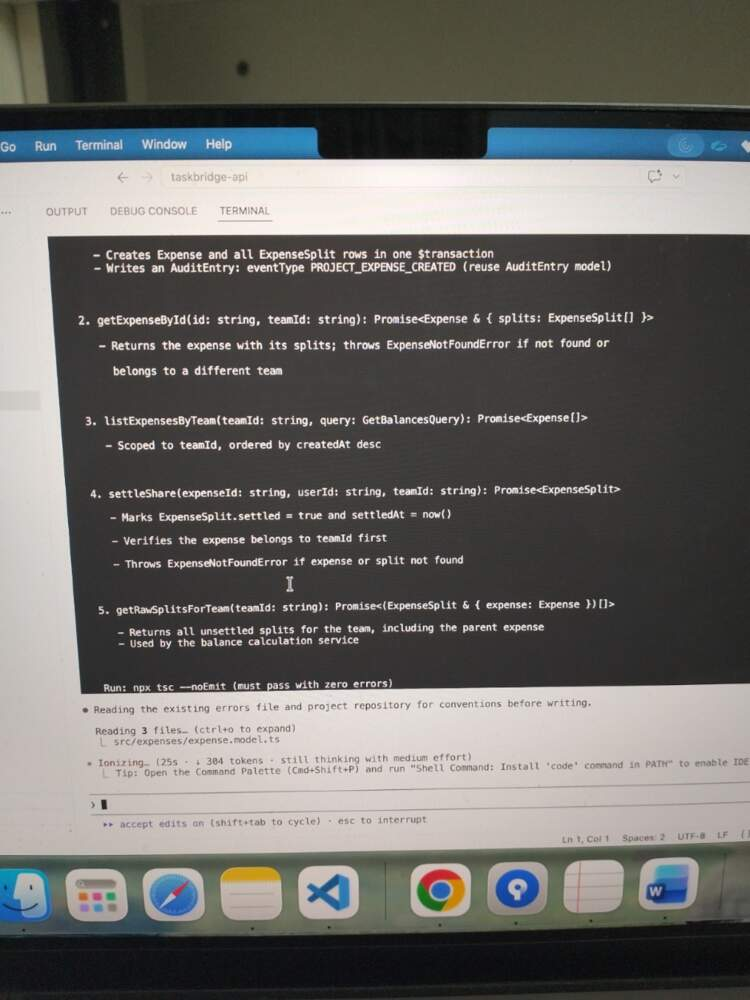 Go Run Terminal Window Help
← → taskbridge-api
... OUTPUT DEBUG CONSOLE TERMINAL
– Creates Expense and all ExpenseSplit rows in one $transaction
– Writes an AuditEntry: eventType PROJECT_EXPENSE_CREATED (reuse AuditEntry model)
2. getExpenseById(id: string, teamId: string): Promise<Expense & { splits: ExpenseSplit[] }>
– Returns the expense with its splits; throws ExpenseNotFoundError if not found or
belongs to a different team
3. listExpensesByTeam(teamId: string, query: GetBalancesQuery): Promise<Expense[]>
– Scoped to teamId, ordered by createdAt desc
4. settleShare(expenseId: string, userId: string, teamId: string): Promise<ExpenseSplit>
– Marks ExpenseSplit.settled = true and settledAt = now()
– Verifies the expense belongs to teamId first
– Throws ExpenseNotFoundError if expense or split not found
5. getRawSplitsForTeam(teamId: string): Promise<(ExpenseSplit & { expense: Expense })[]>
– Returns all unsettled splits for the team, including the parent expense
– Used by the balance calculation service
Run: npx tsc --noEmit (must pass with zero errors)
● Reading the existing errors file and project repository for conventions before writing.
Reading 3 files… (ctrl+o to expand)
⎿ src/expenses/expense.model.ts
* Ionizing… (25s · ↓ 304 tokens · still thinking with medium effort)
⎿ Tip: Open the Command Palette (Cmd+Shift+P) and run "Shell Command: Install 'code' command in PATH" to enable IDE
❯
▸▸ accept edits on (shift+tab to cycle) · esc to interrupt
Ln 1, Col 1 Spaces: 2 UTF-8 LF {
W